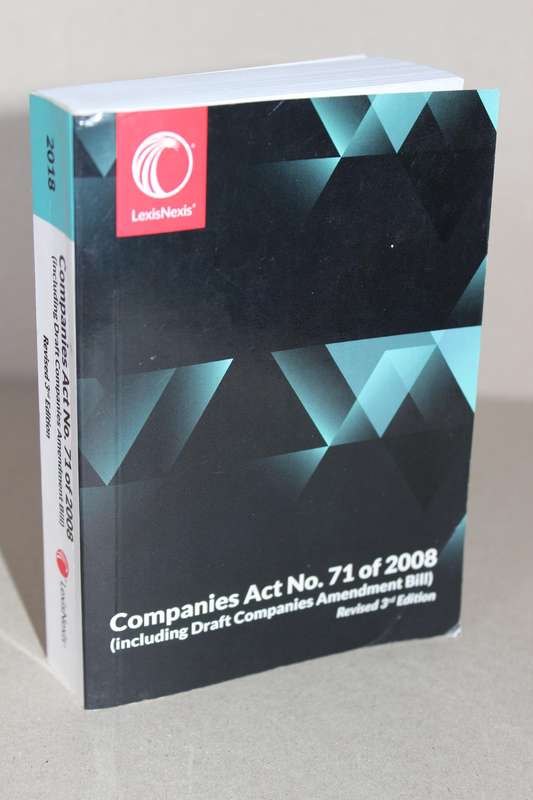 LexisNexis®
Companies Act No. 71 of 2008
(including Draft Companies Amendment Bill)
Revised 3rd Edition
2018
Companies Act No. 71 of 2008
(including Draft Companies Amendment Bill)
Revised 3rd Edition
LexisNexis®